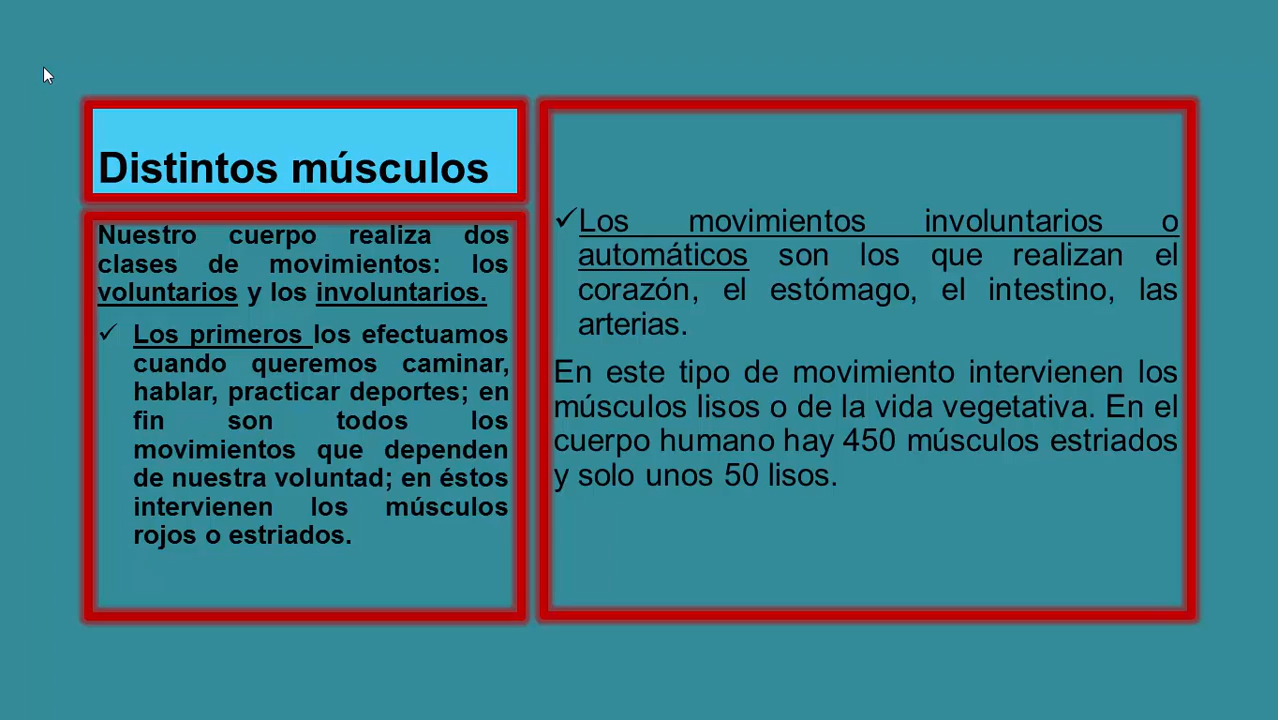 Distintos músculos
Nuestro cuerpo realiza dos
clases de movimientos: los
voluntarios y los involuntarios.
✓ Los primeros los efectuamos
cuando queremos caminar,
hablar, practicar deportes; en
fin son todos los
movimientos que dependen
de nuestra voluntad; en éstos
intervienen los músculos
rojos o estriados.
✓Los movimientos involuntarios o
automáticos son los que realizan el
corazón, el estómago, el intestino, las
arterias.
En este tipo de movimiento intervienen los
músculos lisos o de la vida vegetativa. En el
cuerpo humano hay 450 músculos estriados
y solo unos 50 lisos.